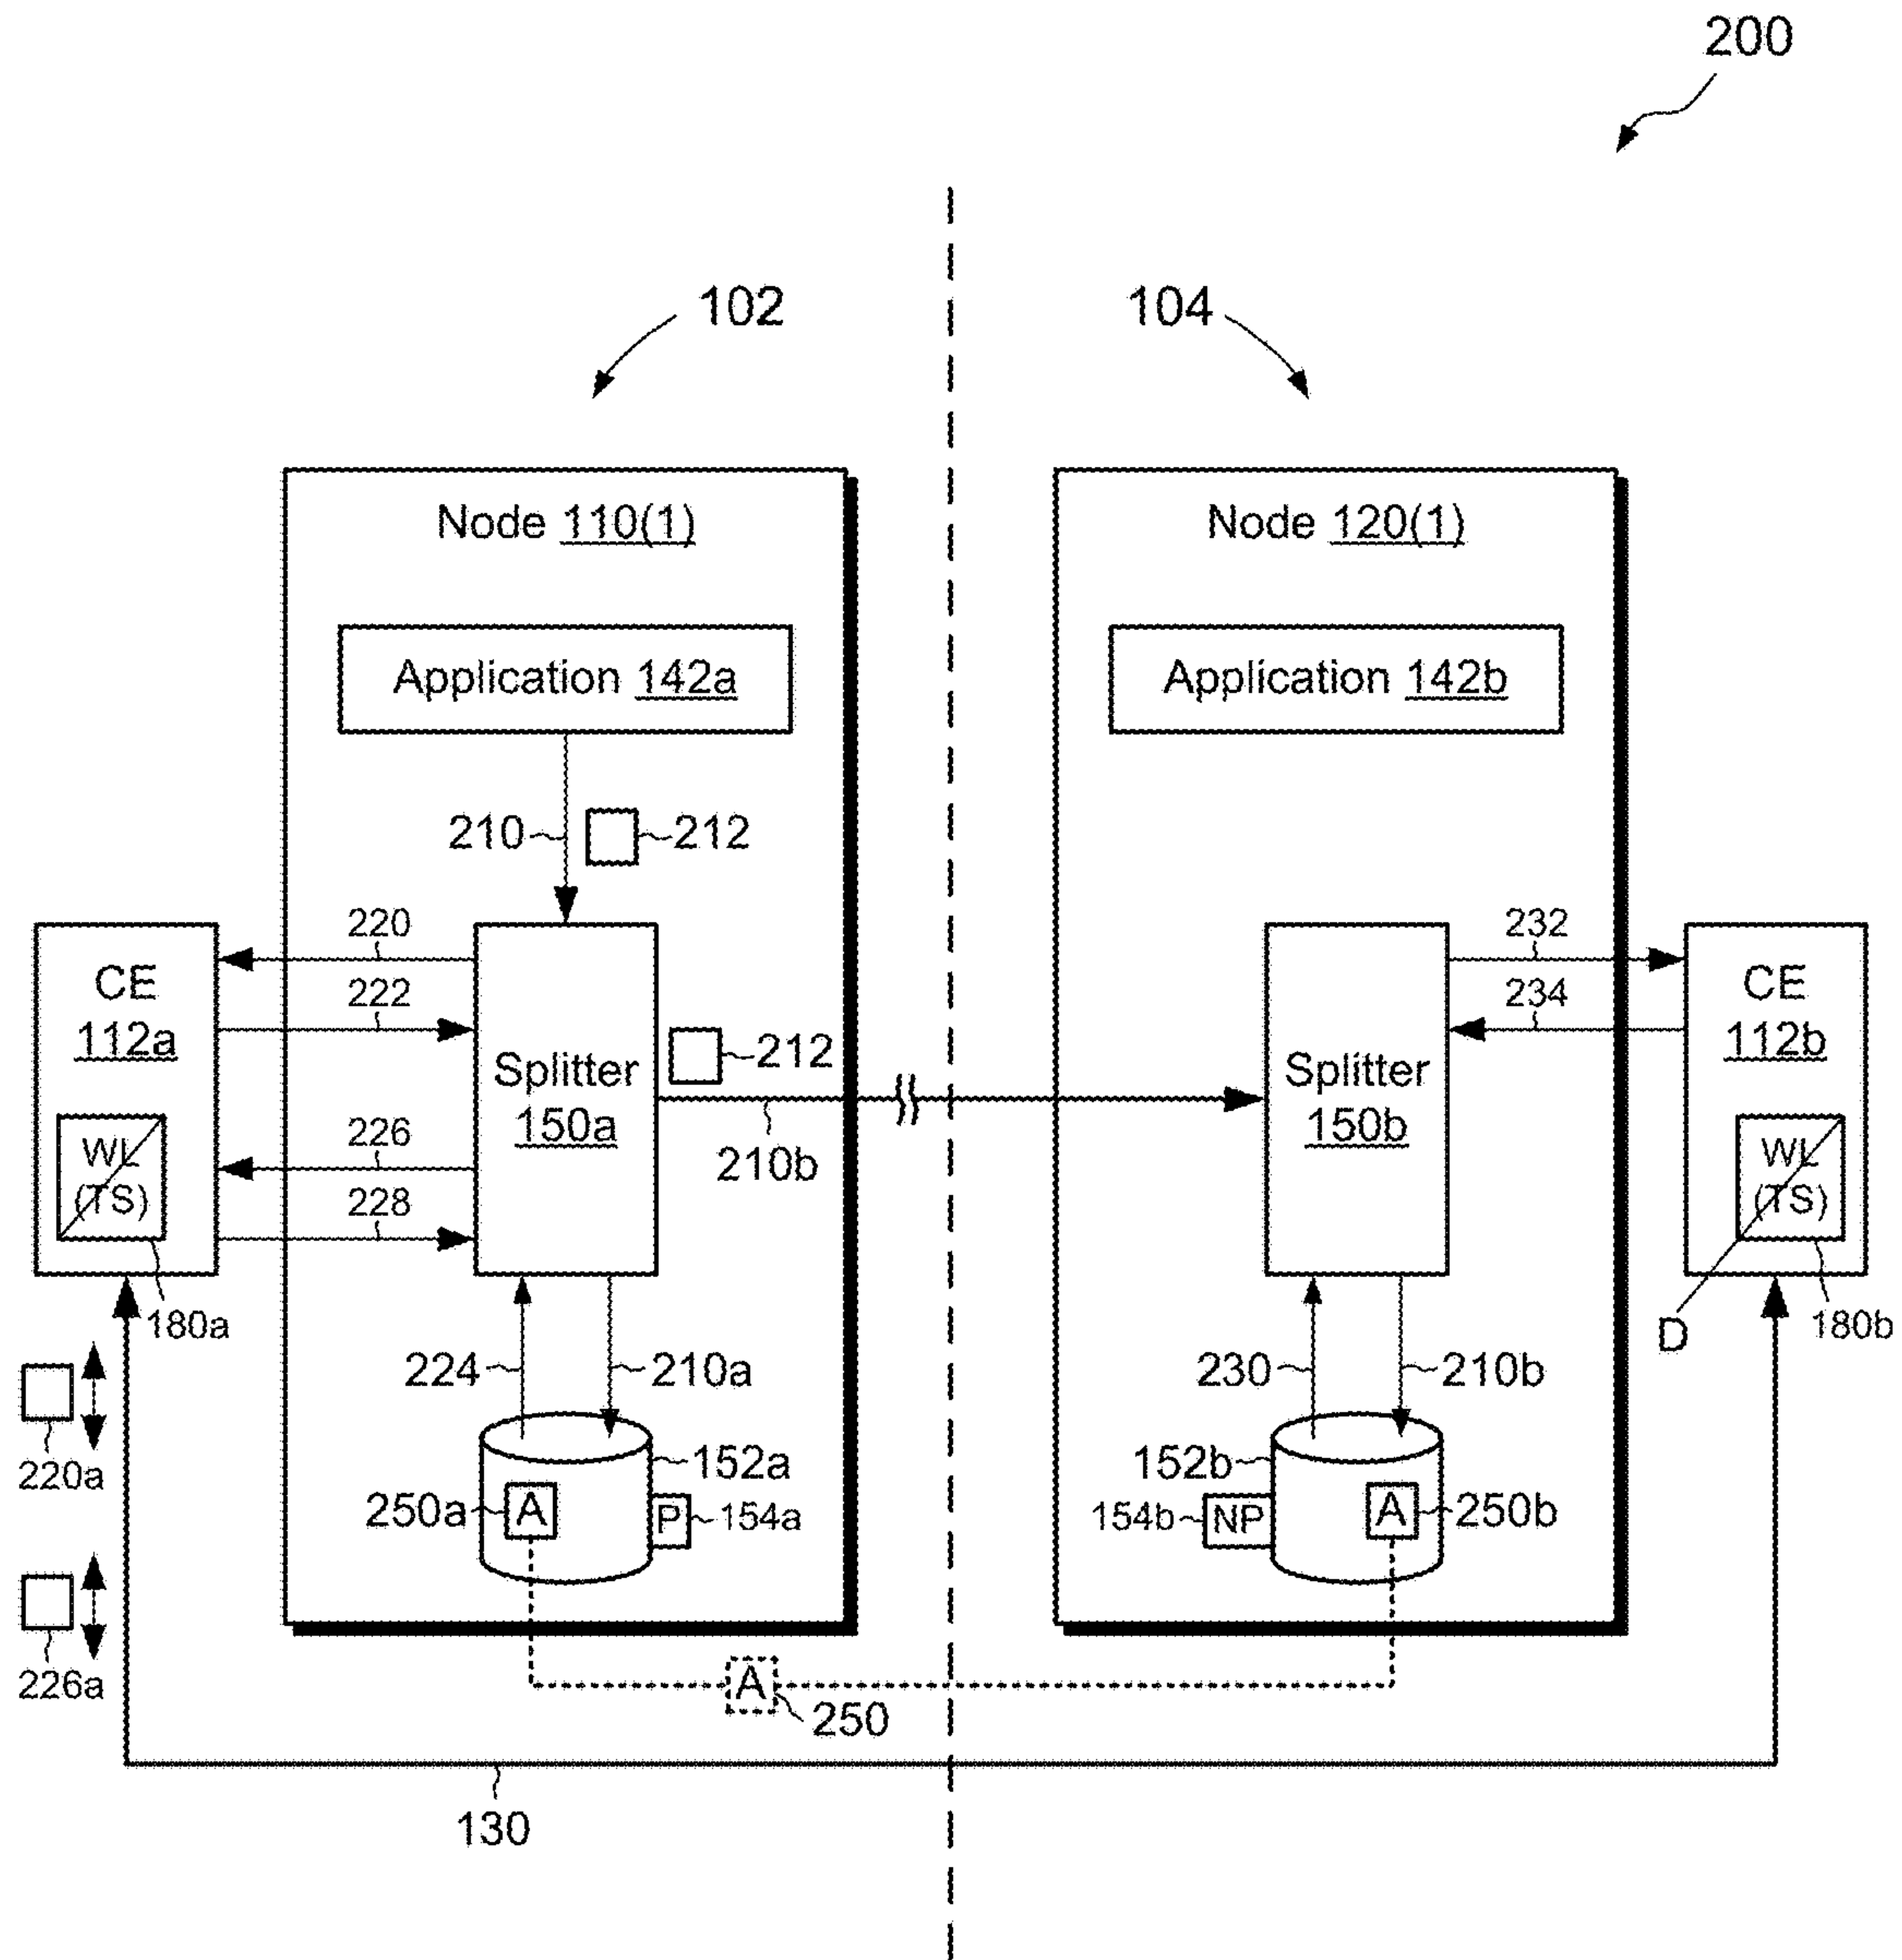 200
102
104
Node 110(1)
Node 120(1)
Application 142a
Application 142b
210
212
220
232
CE
112a
222
234
CE
112b
Splitter
150a
212
Splitter
150b
WL
(TS)
226
210b
WL
(TS)
228
180a
D
180b
224
210a
230
210b
220a
152a
152b
250a
A
P
154a
154b
NP
A
250b
226a
A
250
130